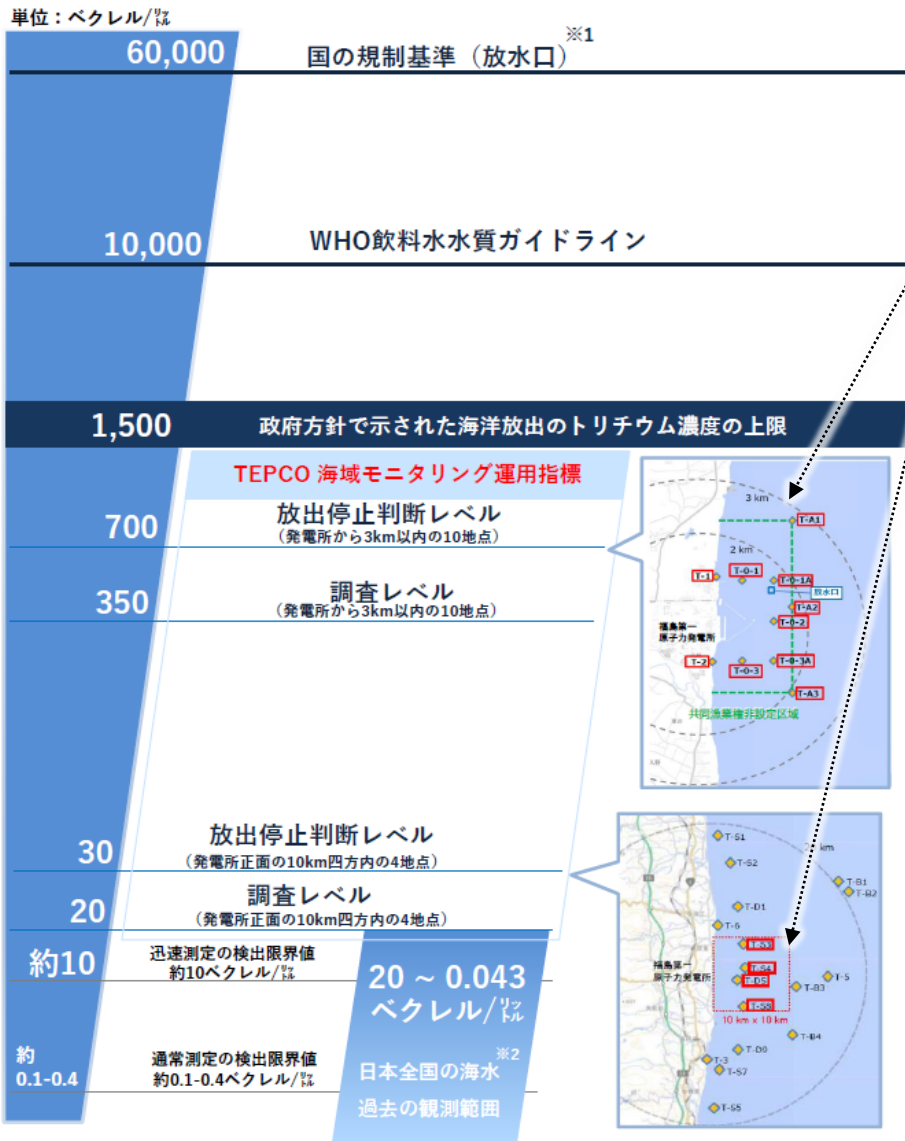 単位：ベクレル/㍑
60,000
国の規制基準（放水口）※1
10,000
WHO飲料水水質ガイドライン
1,500
政府方針で示された海洋放出のトリチウム濃度の上限
TEPCO 海域モニタリング運用指標
700
放出停止判断レベル
(発電所から3km以内の10地点)
350
調査レベル
(発電所から3km以内の10地点)
3 km
T-A1
2 km
T-0-1
T-1
T-0-1A
放水口
T-A2
T-0-2
福島第一
原子力発電所
T-2
T-0-3
T-0-3A
T-A3
共同漁業権非設定区域
30
放出停止判断レベル
(発電所正面の10km四方内の4地点)
20
調査レベル
(発電所正面の10km四方内の4地点)
約10
迅速測定の検出限界値
約10ベクレル/㍑
20 ~ 0.043
ベクレル/㍑
約
0.1-0.4
通常測定の検出限界値
約0.1-0.4ベクレル/㍑
日本全国の海水※2
過去の観測範囲
T-S1
km
T-S2
T-B1
T-B2
T-D1
T-6
T-S3
福島第一
原子力発電所
T-S4
T-D5
T-5
T-B3
T-S8
10 km x 10 km
T-B4
T-D9
T-3
T-S7
T-S5